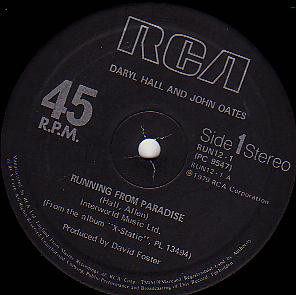 RCA
DARYL HALL AND JOHN OATES
45
R.P.M.
Side 1 Stereo
RUN12-1
(PC 9547)
RUN12-1-A
℗1979 RCA Corporation
RUNNING FROM PARADISE
(Hall, Allen)
Interworld Music Ltd.
(From the album "X-Static", PL 13494)
Produced by David Foster